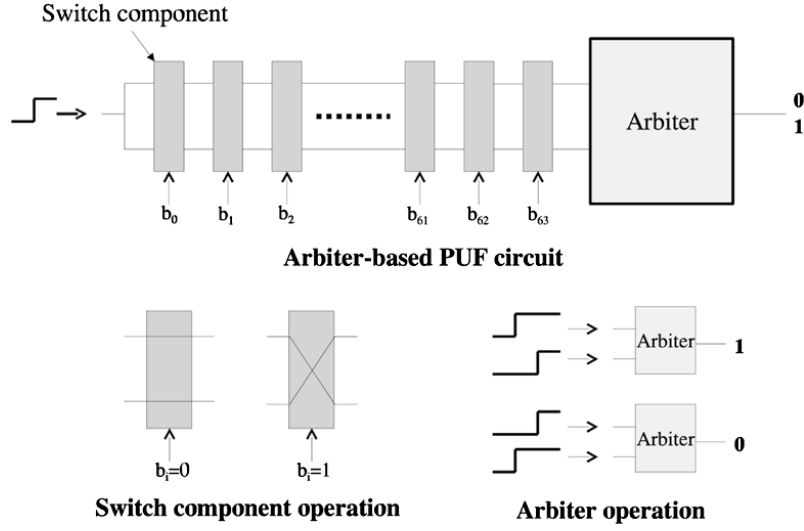 Switch component
0
Arbiter
1
b0 b1 b2 b61 b62 b63
Arbiter-based PUF circuit
Arbiter 1
Arbiter 0
bi=0 bi=1
Switch component operation Arbiter operation